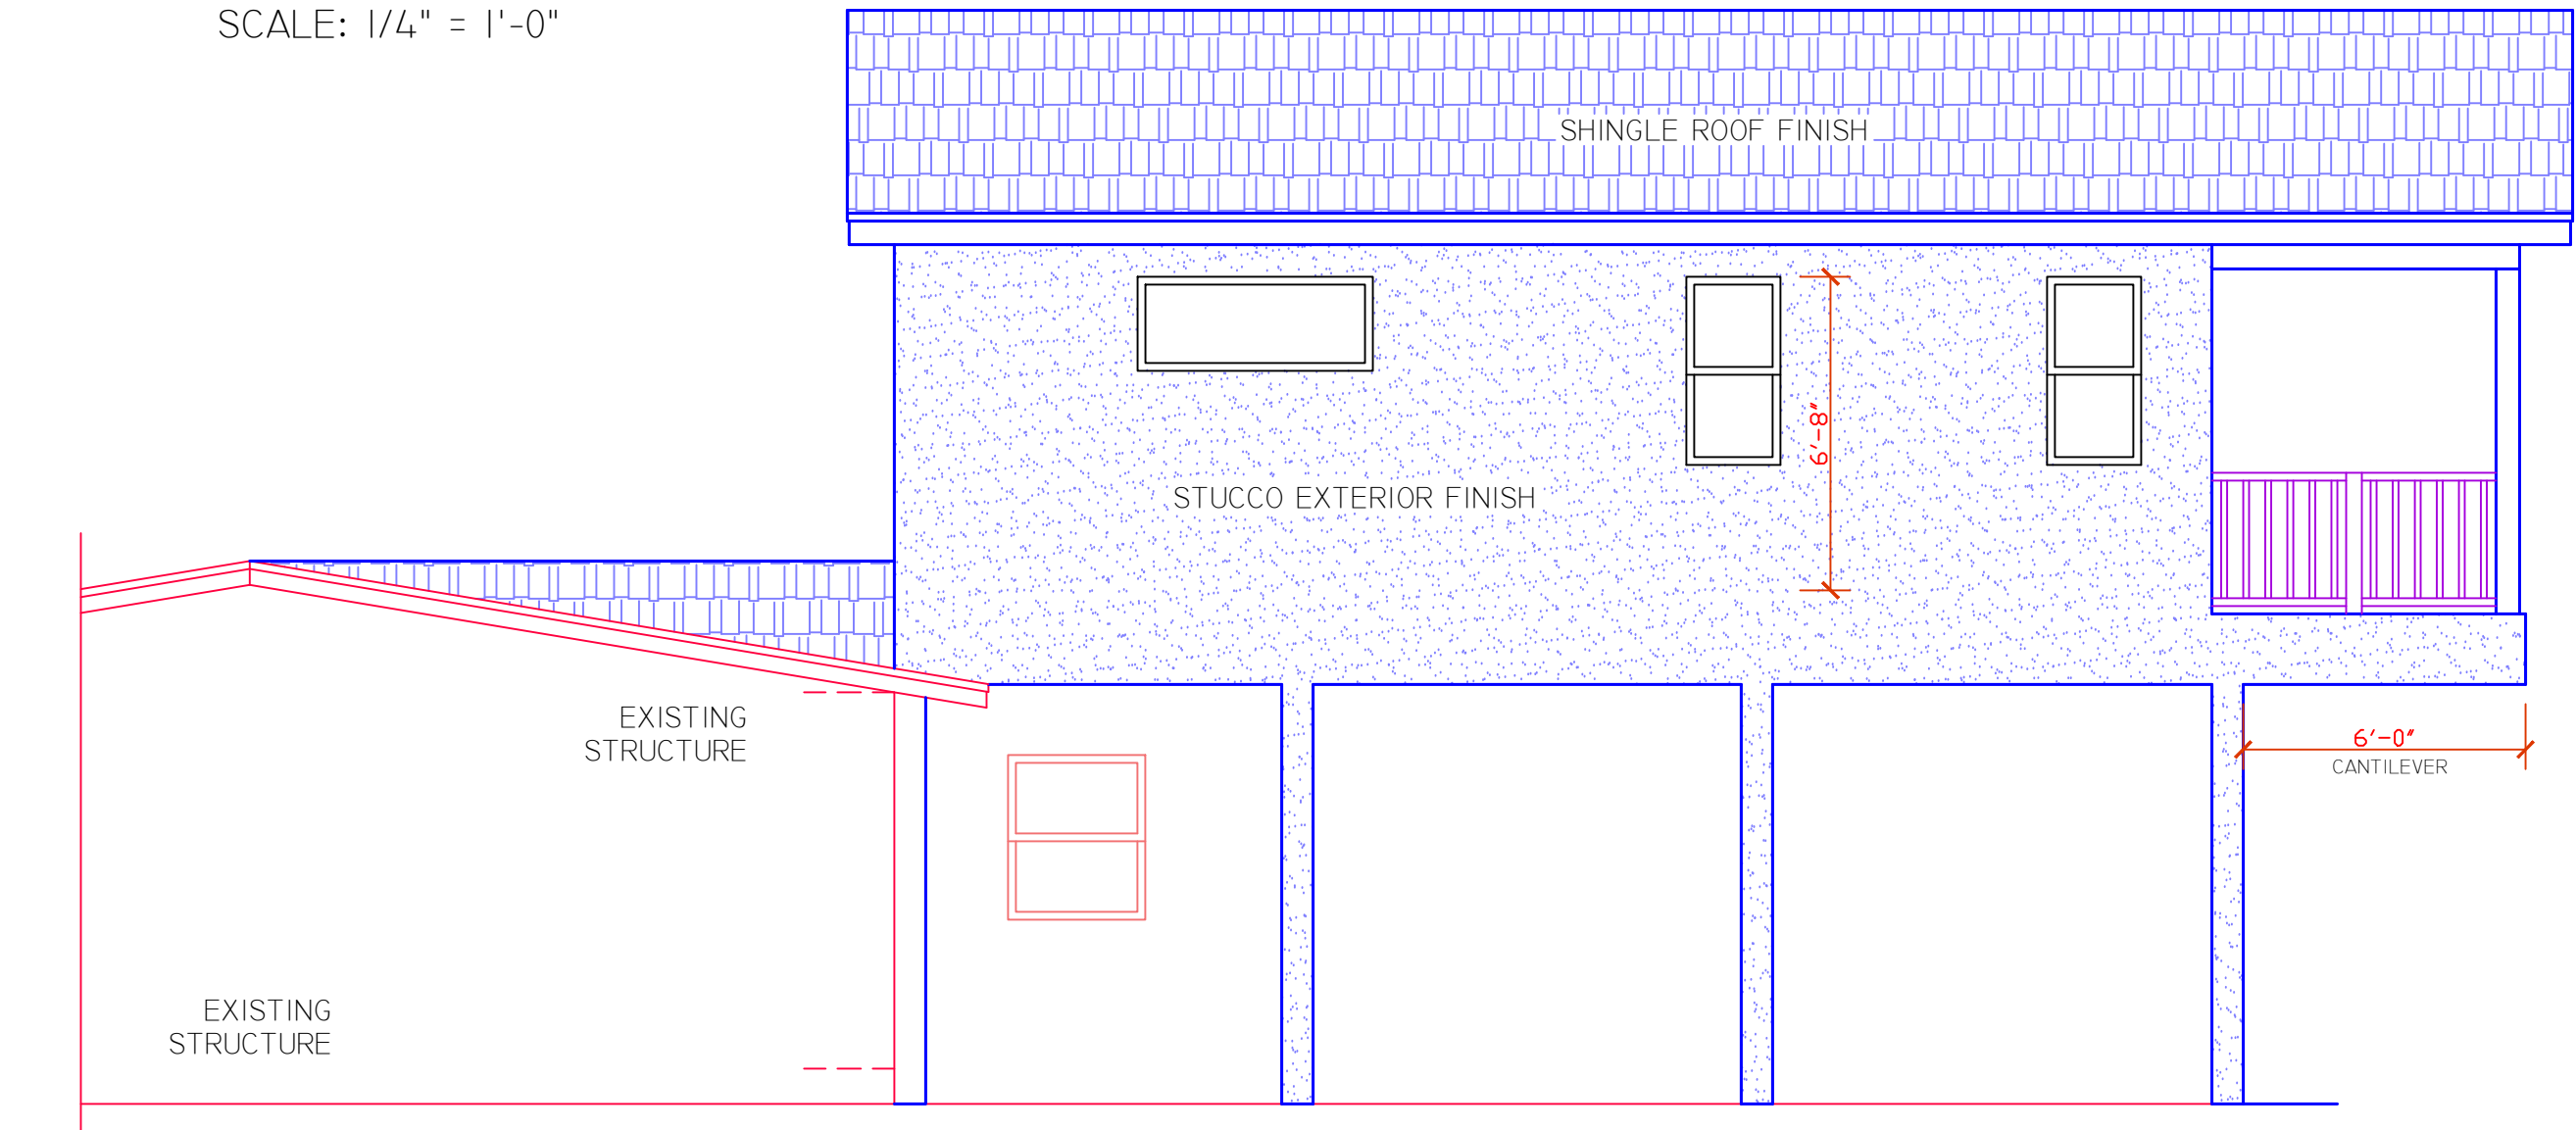 SCALE: 1/4" = 1'-0"
SHINGLE ROOF FINISH
6'-8"
STUCCO EXTERIOR FINISH
EXISTING
STRUCTURE
6'-0"
CANTILEVER
EXISTING
STRUCTURE